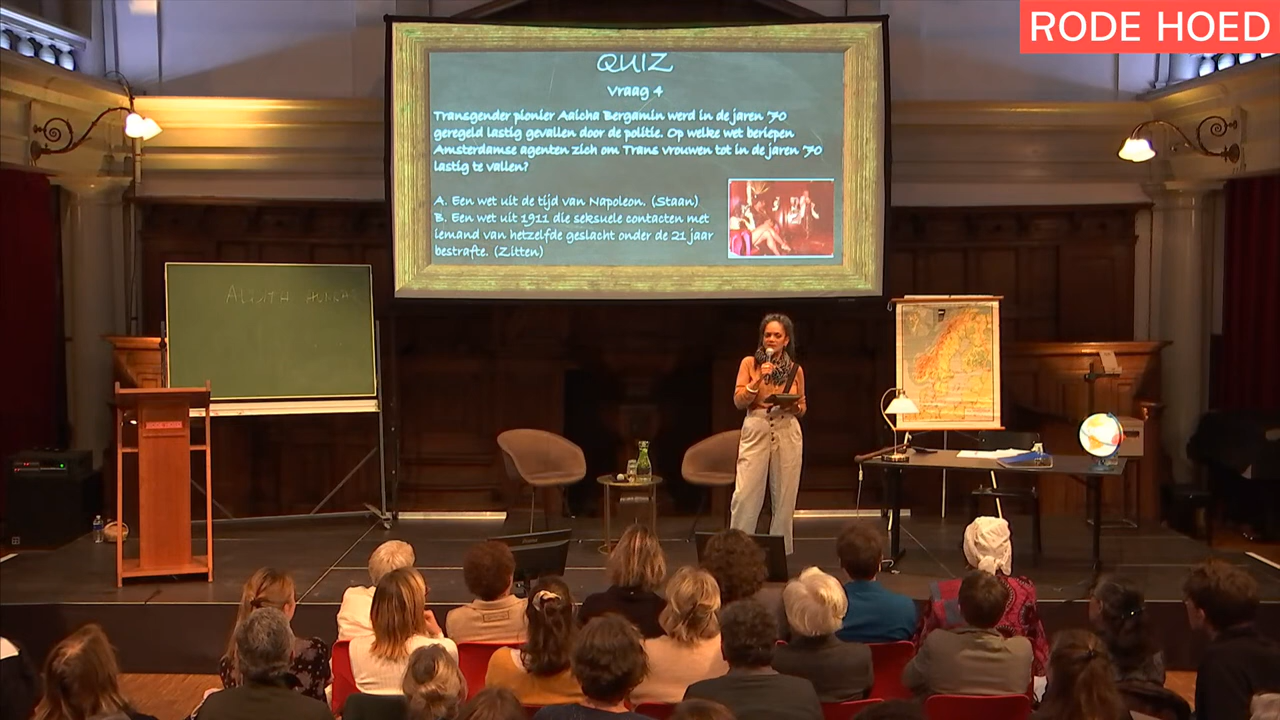 RODE HOED
QUIZ
Vraag 4
Transgender pionier Aaicha Bergamin werd in de jaren '70
geregeld lastig gevallen door de politie. Op welke wet beriepen
Amsterdamse agenten zich om Trans vrouwen tot in de jaren '70
lastig te vallen?
A. Een wet uit de tijd van Napoleon. (Staan)
B. Een wet uit 1911 die seksuele contacten met
iemand van hetzelfde geslacht onder de 21 jaar
bestrafte. (Zitten)